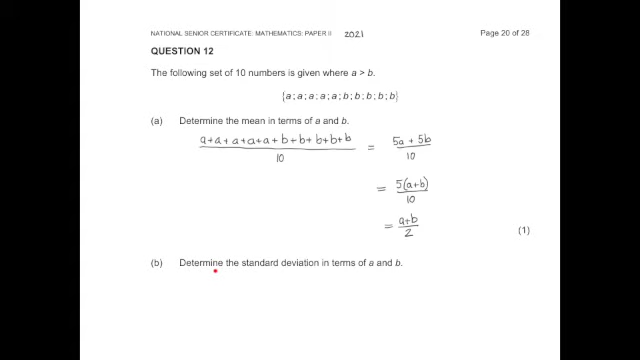 NATIONAL SENIOR CERTIFICATE: MATHEMATICS: PAPER II 2021 Page 20 of 28
QUESTION 12
The following set of 10 numbers is given where a > b.
{a ; a ; a ; a ; a ; b ; b ; b ; b ; b}
(a) Determine the mean in terms of a and b.
a+a+a+a+a+b+b+b+b+b / 10 = 5a + 5b / 10
= 5(a+b) / 10
= a+b / 2
(1)
(b) Determine the standard deviation in terms of a and b.